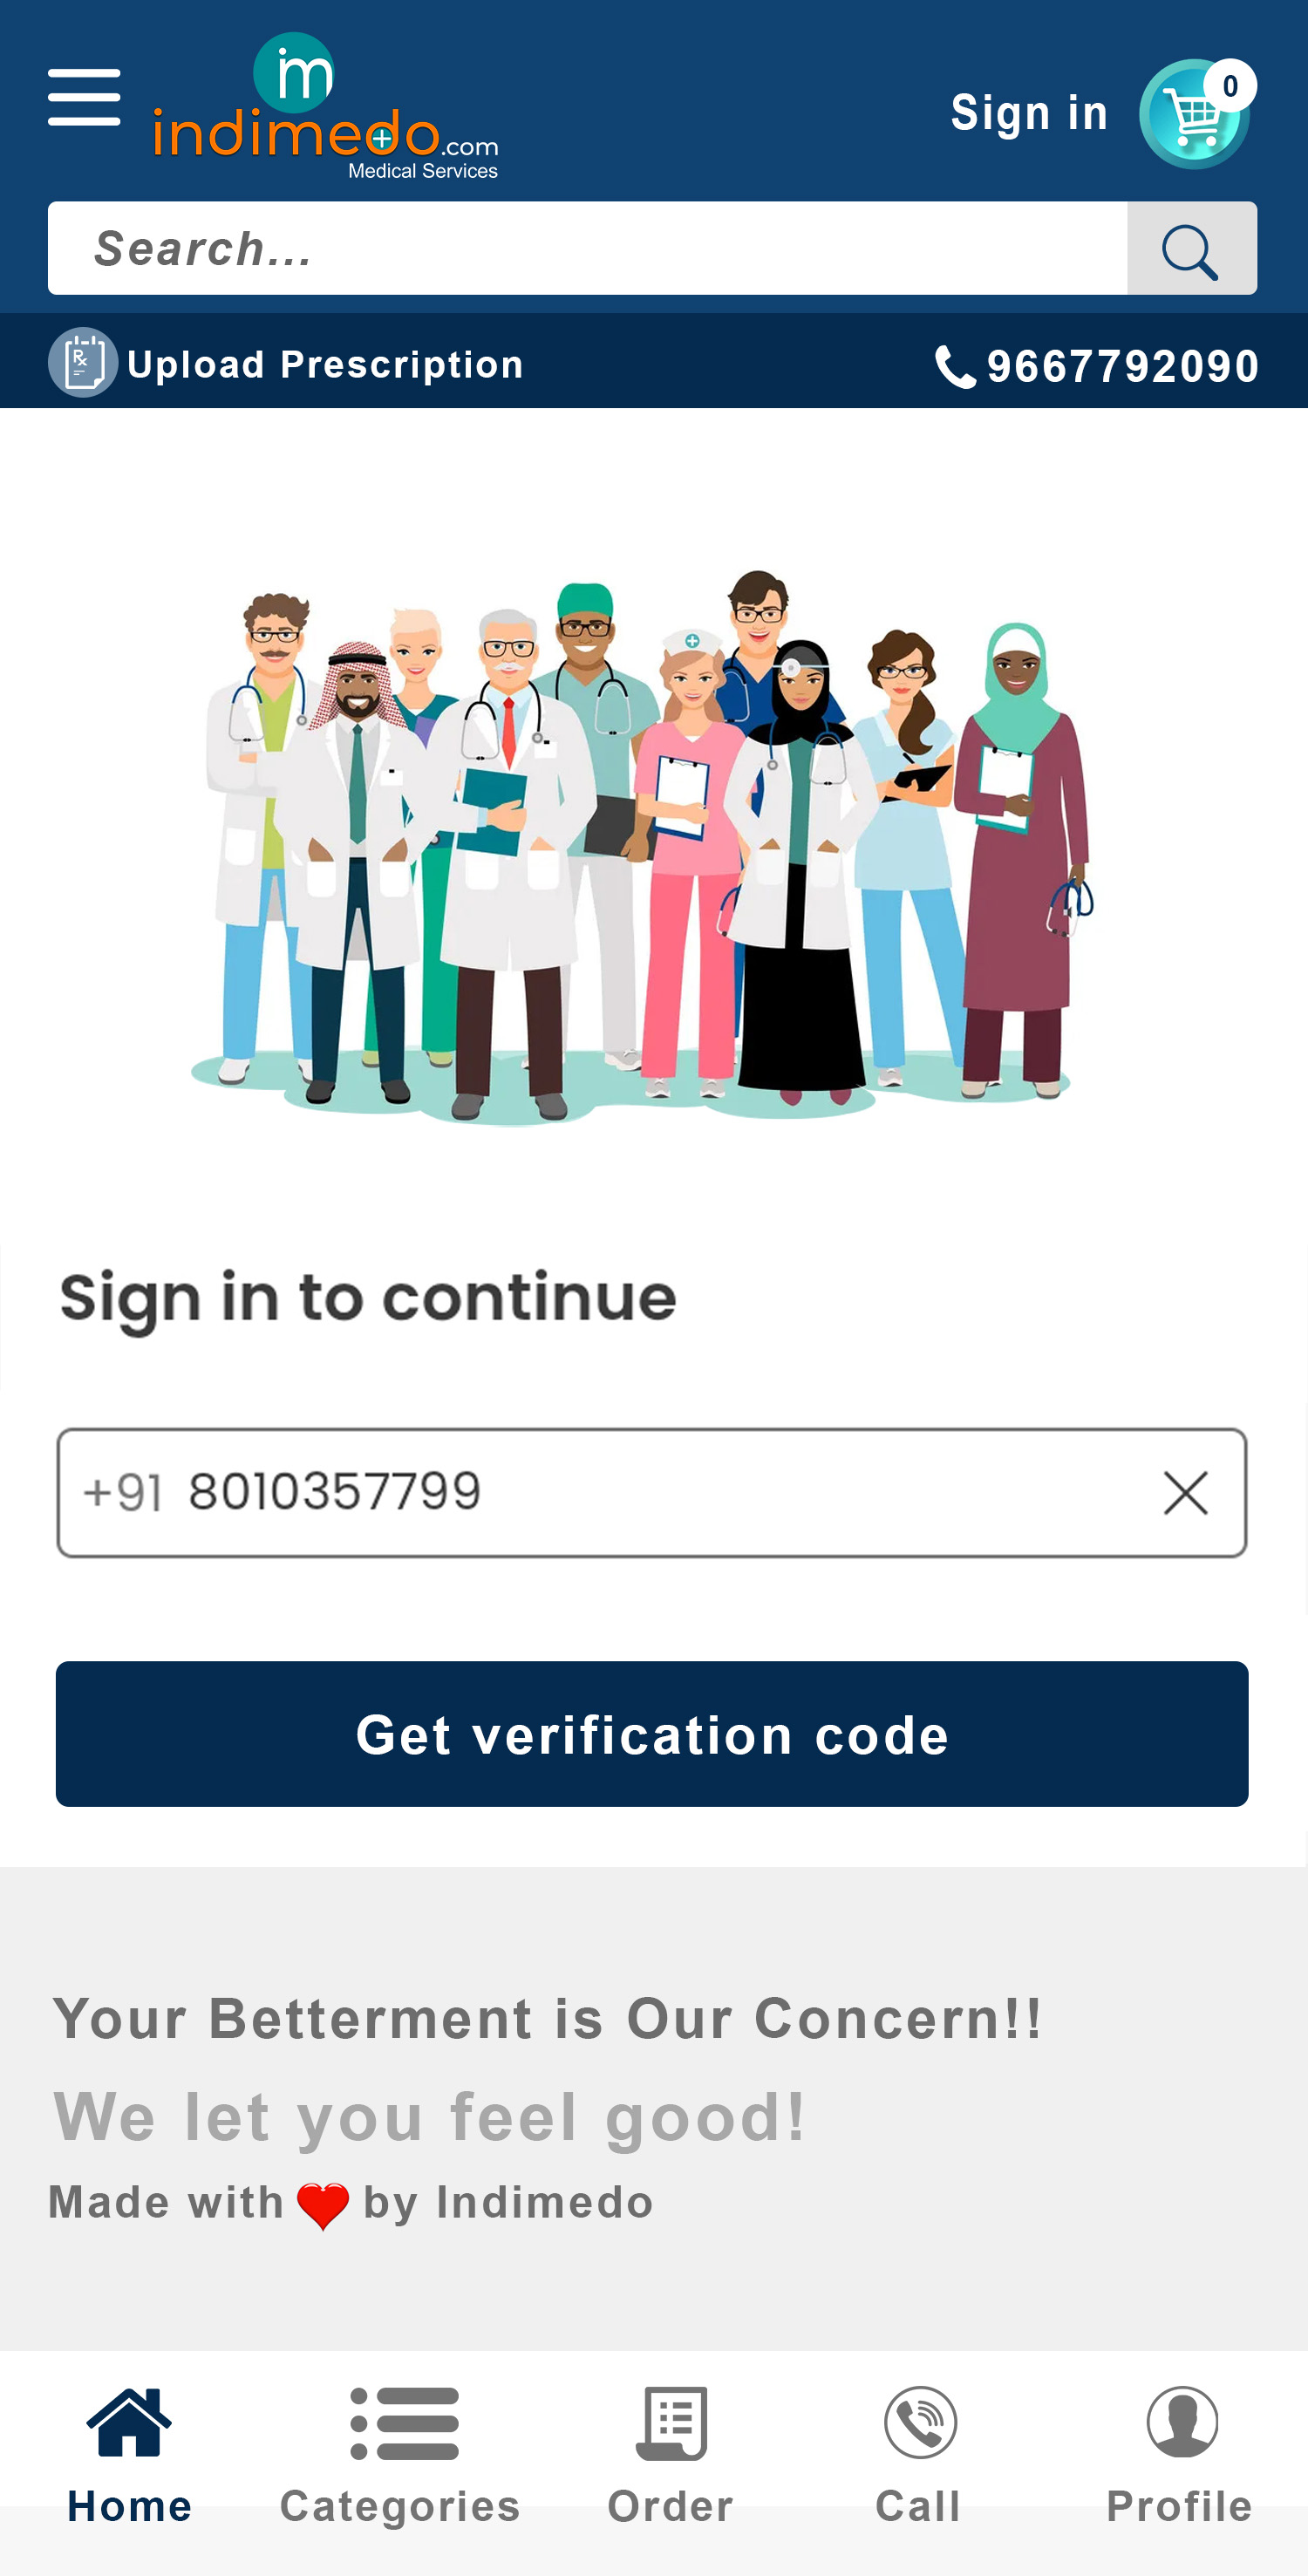 im
indimedo.com
Medical Services
Sign in
0
Search...
Rx
Upload Prescription
9667792090
Sign in to continue
+91 8010357799
Get verification code
Your Betterment is Our Concern!!
We let you feel good!
Made with by Indimedo
Home
Categories
Order
Call
Profile